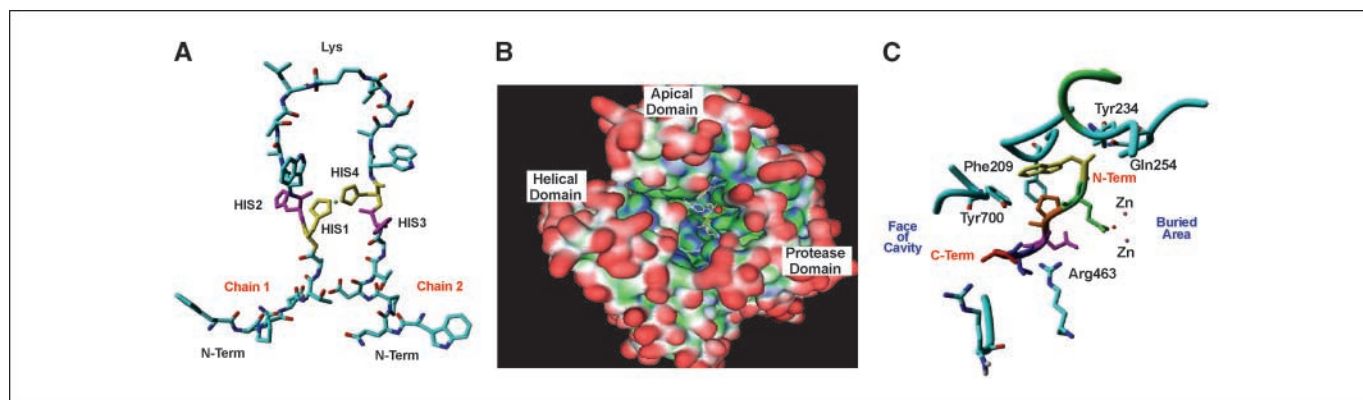 A
Lys
HIS4
HIS2
HIS1
HIS3
Chain 1
Chain 2
N-Term
N-Term
B
Apical
Domain
Helical
Domain
Protease
Domain
C
Tyr234
Phe209
Gln254
N-Term
Tyr700
Zn
Face
of
Cavity
Buried
Area
C-Term
Zn
Arg463